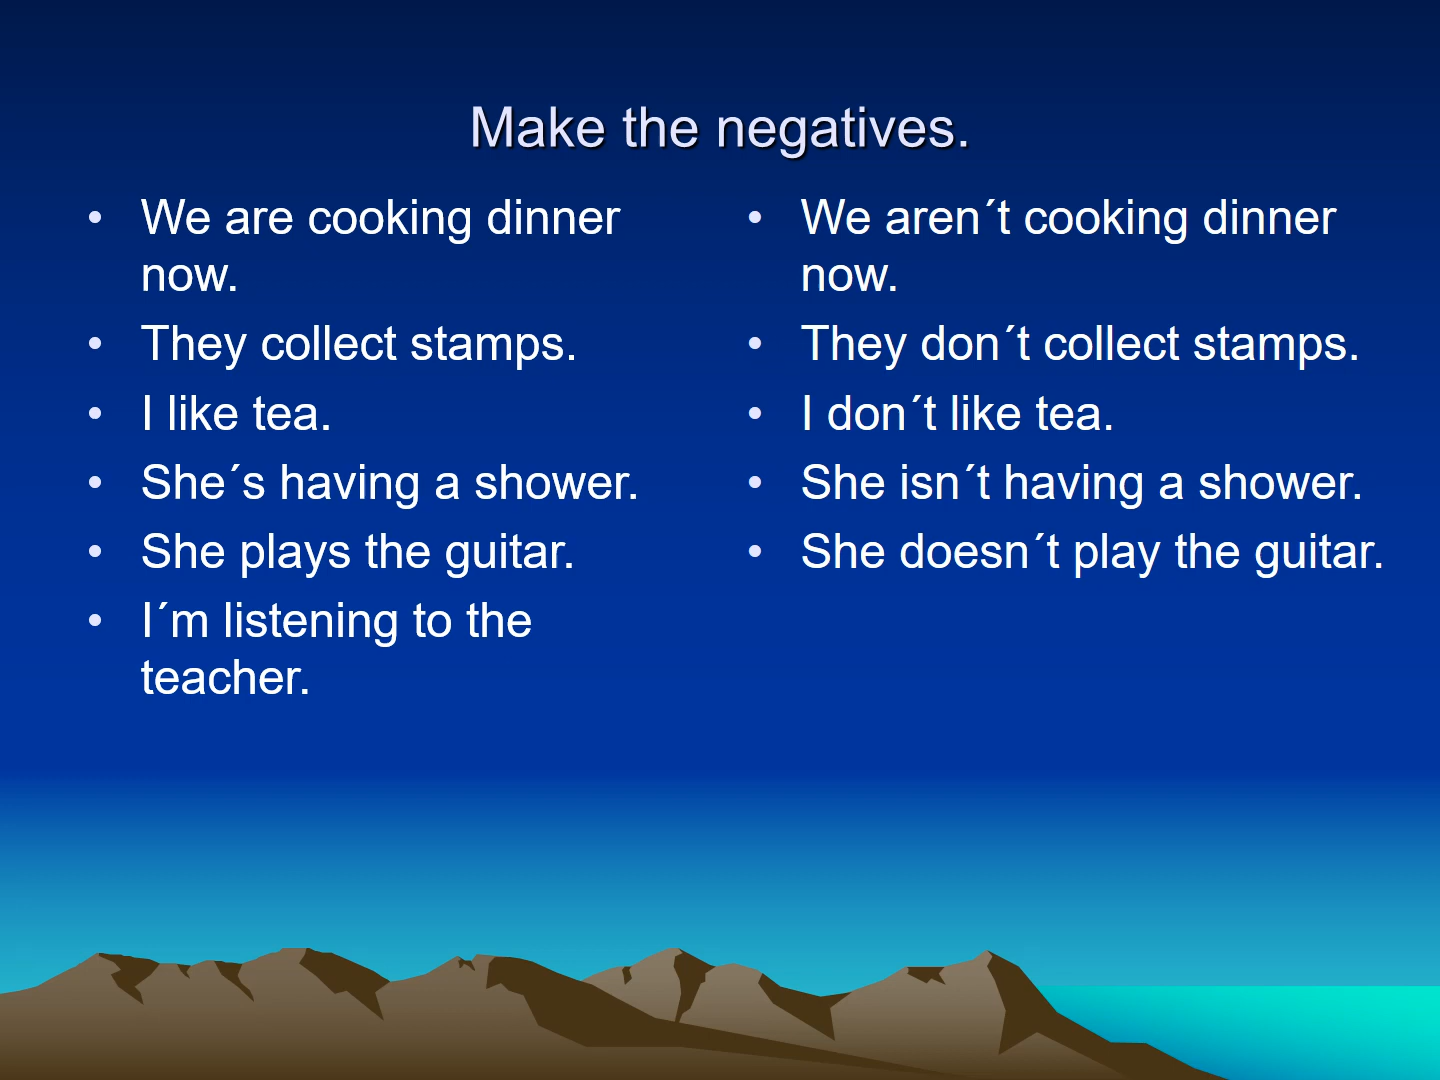 Make the negatives.
• We are cooking dinner
now.
• They collect stamps.
• I like tea.
• She´s having a shower.
• She plays the guitar.
• I´m listening to the
teacher.
• We aren´t cooking dinner
now.
• They don´t collect stamps.
• I don´t like tea.
• She isn´t having a shower.
• She doesn´t play the guitar.